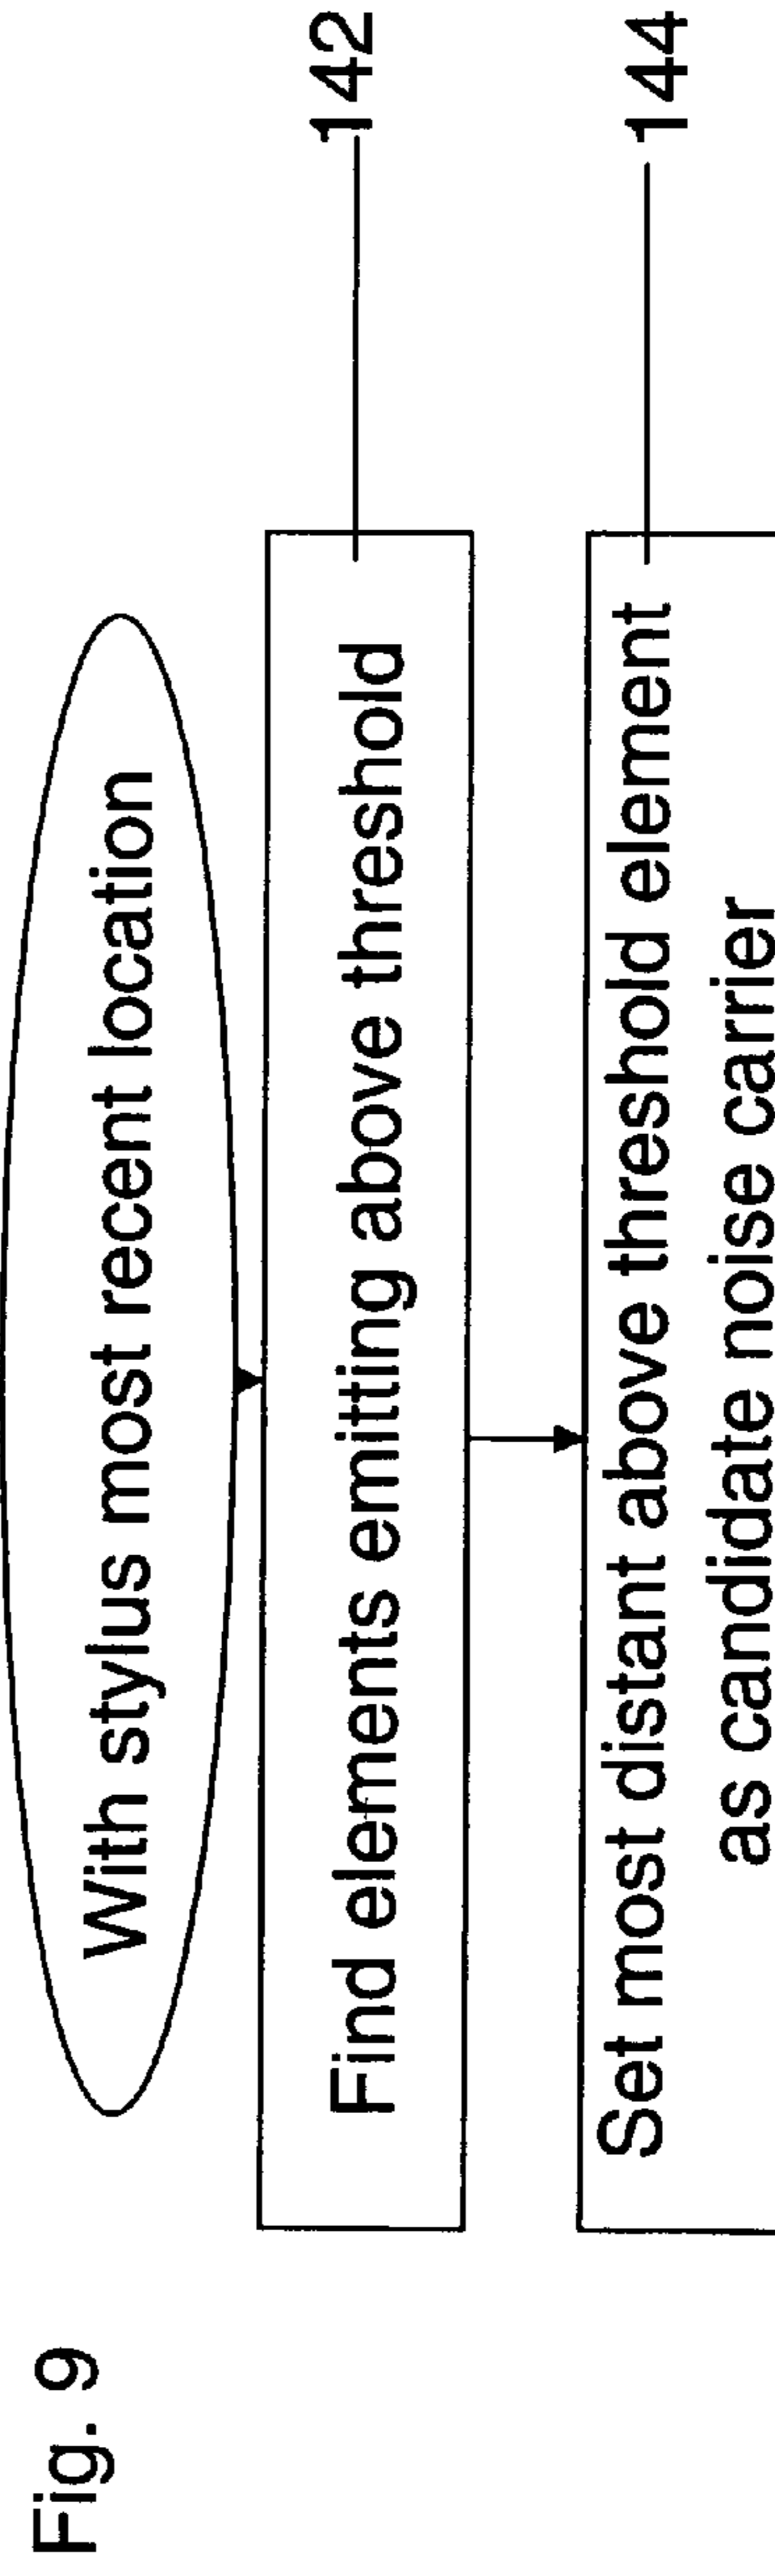 Fig. 9
With stylus most recent location
Find elements emitting above threshold
142
Set most distant above threshold element
as candidate noise carrier
144